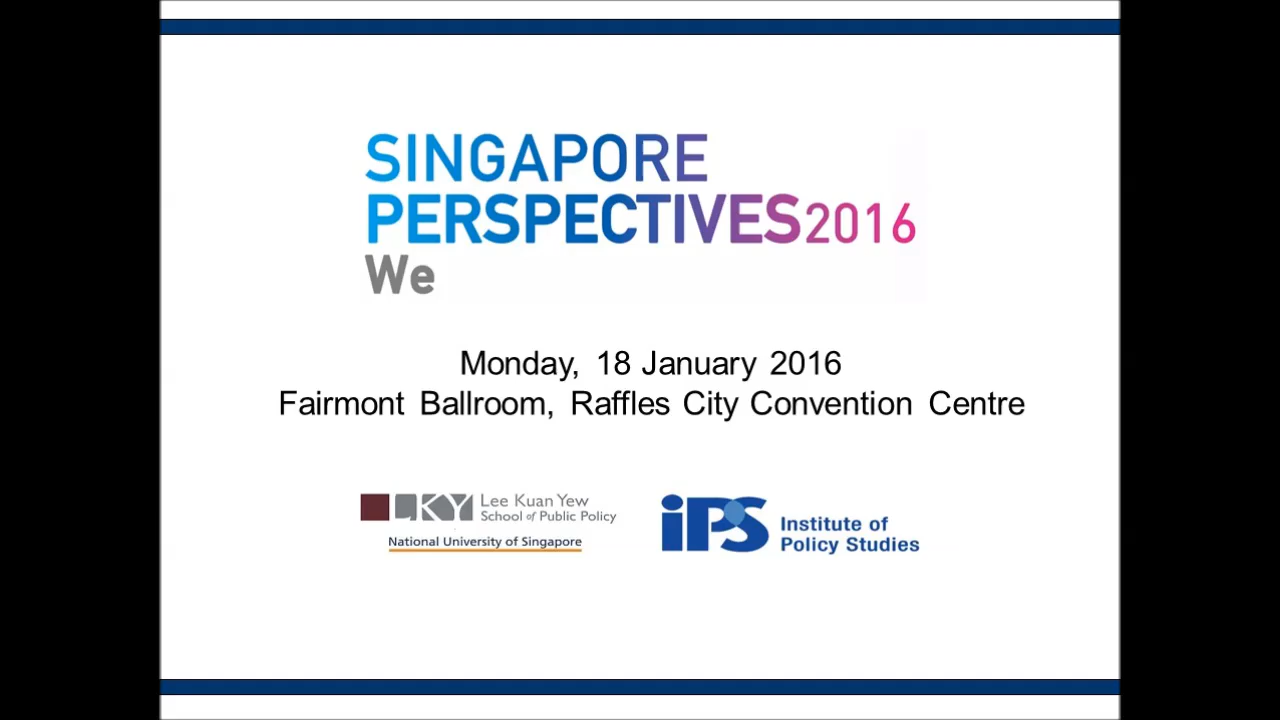 SINGAPORE
PERSPECTIVES2016
We
Monday, 18 January 2016
Fairmont Ballroom, Raffles City Convention Centre
LKY Lee Kuan Yew
School of Public Policy
National University of Singapore
iPS Institute of
Policy Studies